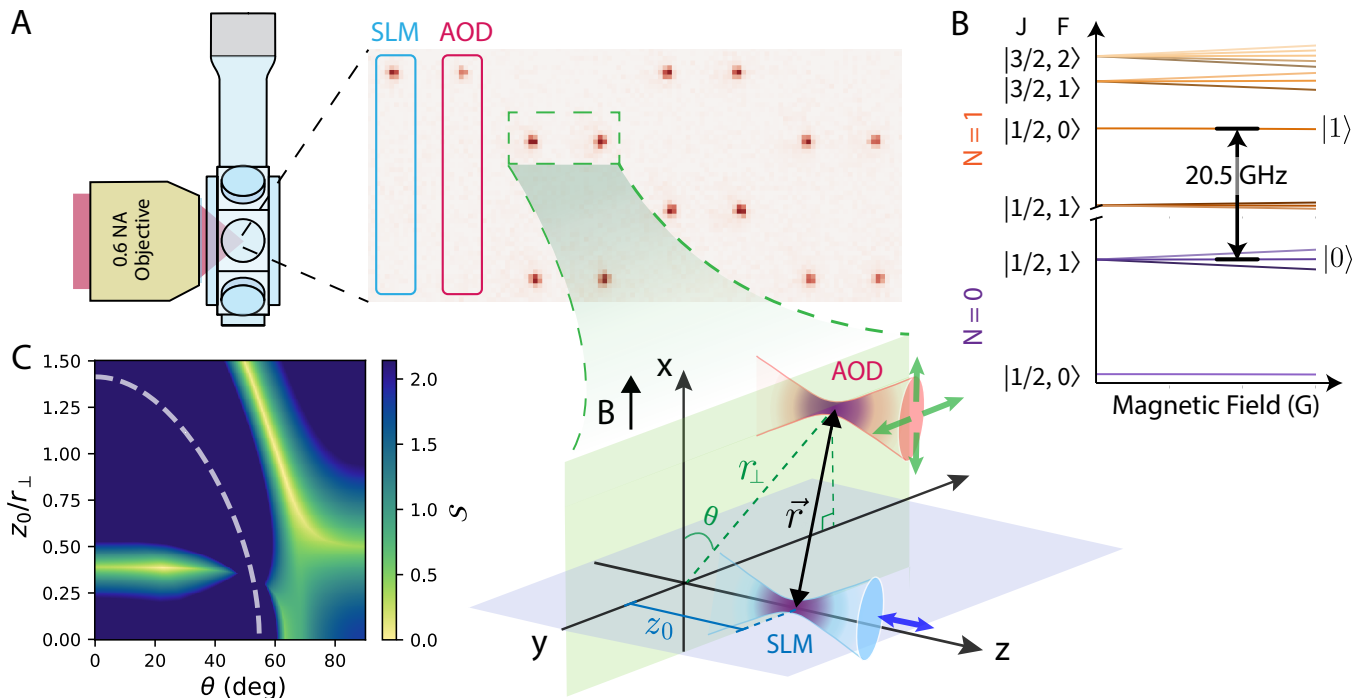 A
SLM
AOD
0.6 NA
Objective
B
J F
|3/2, 2⟩
|3/2, 1⟩
|1/2, 0⟩
|1⟩
N = 1
20.5 GHz
|1/2, 1⟩
|1/2, 1⟩
|0⟩
N = 0
|1/2, 0⟩
Magnetic Field (G)
C
1.50
1.25
1.00
0.75
0.50
0.25
0.00
z₀/r⊥
0 20 40 60 80
θ (deg)
2.0
1.5
1.0
0.5
0.0
𝒮
B
x
AOD
r⊥
θ
r⃗
y
z₀
SLM
z